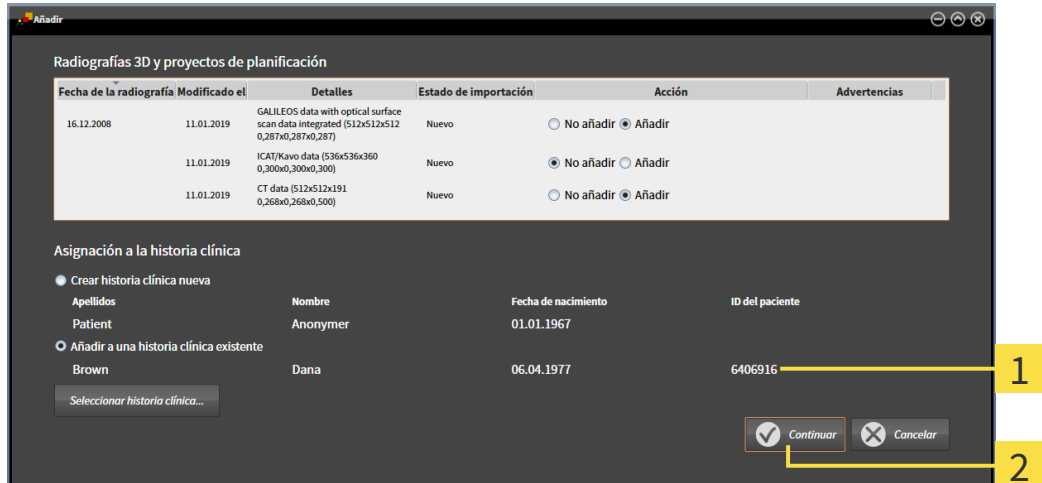 Añadir
Radiografías 3D y proyectos de planificación
Fecha de la radiografía Modificado el Detalles Estado de importación Acción Advertencias
GALILEOS data with optical surface
16.12.2008 11.01.2019 scan data integrated (512x512x512 Nuevo No añadir Añadir
0,287x0,287x0,287)
ICAT/Kavo data (536x536x360
11.01.2019 0,300x0,300x0,300) Nuevo No añadir Añadir
CT data (512x512x191
11.01.2019 0,268x0,268x0,500) Nuevo No añadir Añadir
Asignación a la historia clínica
Crear historia clínica nueva
Apellidos Nombre Fecha de nacimiento ID del paciente
Patient Anonymer 01.01.1967
Añadir a una historia clínica existente
Brown Dana 06.04.1977 6406916 1
Seleccionar historia clínica...
Continuar Cancelar
2